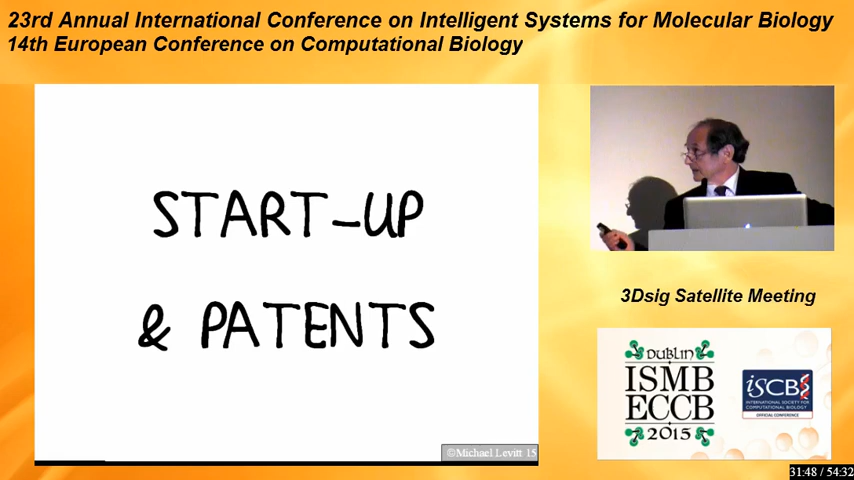 23rd Annual International Conference on Intelligent Systems for Molecular Biology
14th European Conference on Computational Biology
START-UP
& PATENTS
©Michael Levitt 15
3Dsig Satellite Meeting
DUBLIN
ISMB
ECCB
2015
iSCB
INTERNATIONAL SOCIETY FOR
COMPUTATIONAL BIOLOGY
OFFICIAL CONFERENCE
31:48 / 54:32